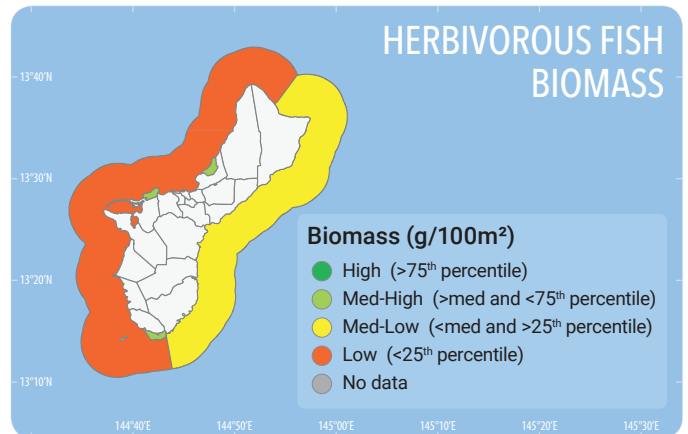 HERBIVOROUS FISH
BIOMASS
13°40'N
13°30'N
13°20'N
13°10'N
Biomass (g/100m²)
High (>75th percentile)
Med-High (>med and <75th percentile)
Med-Low (<med and >25th percentile)
Low (<25th percentile)
No data
144°40'E 144°50'E 145°00'E 145°10'E 145°20'E 145°30'E